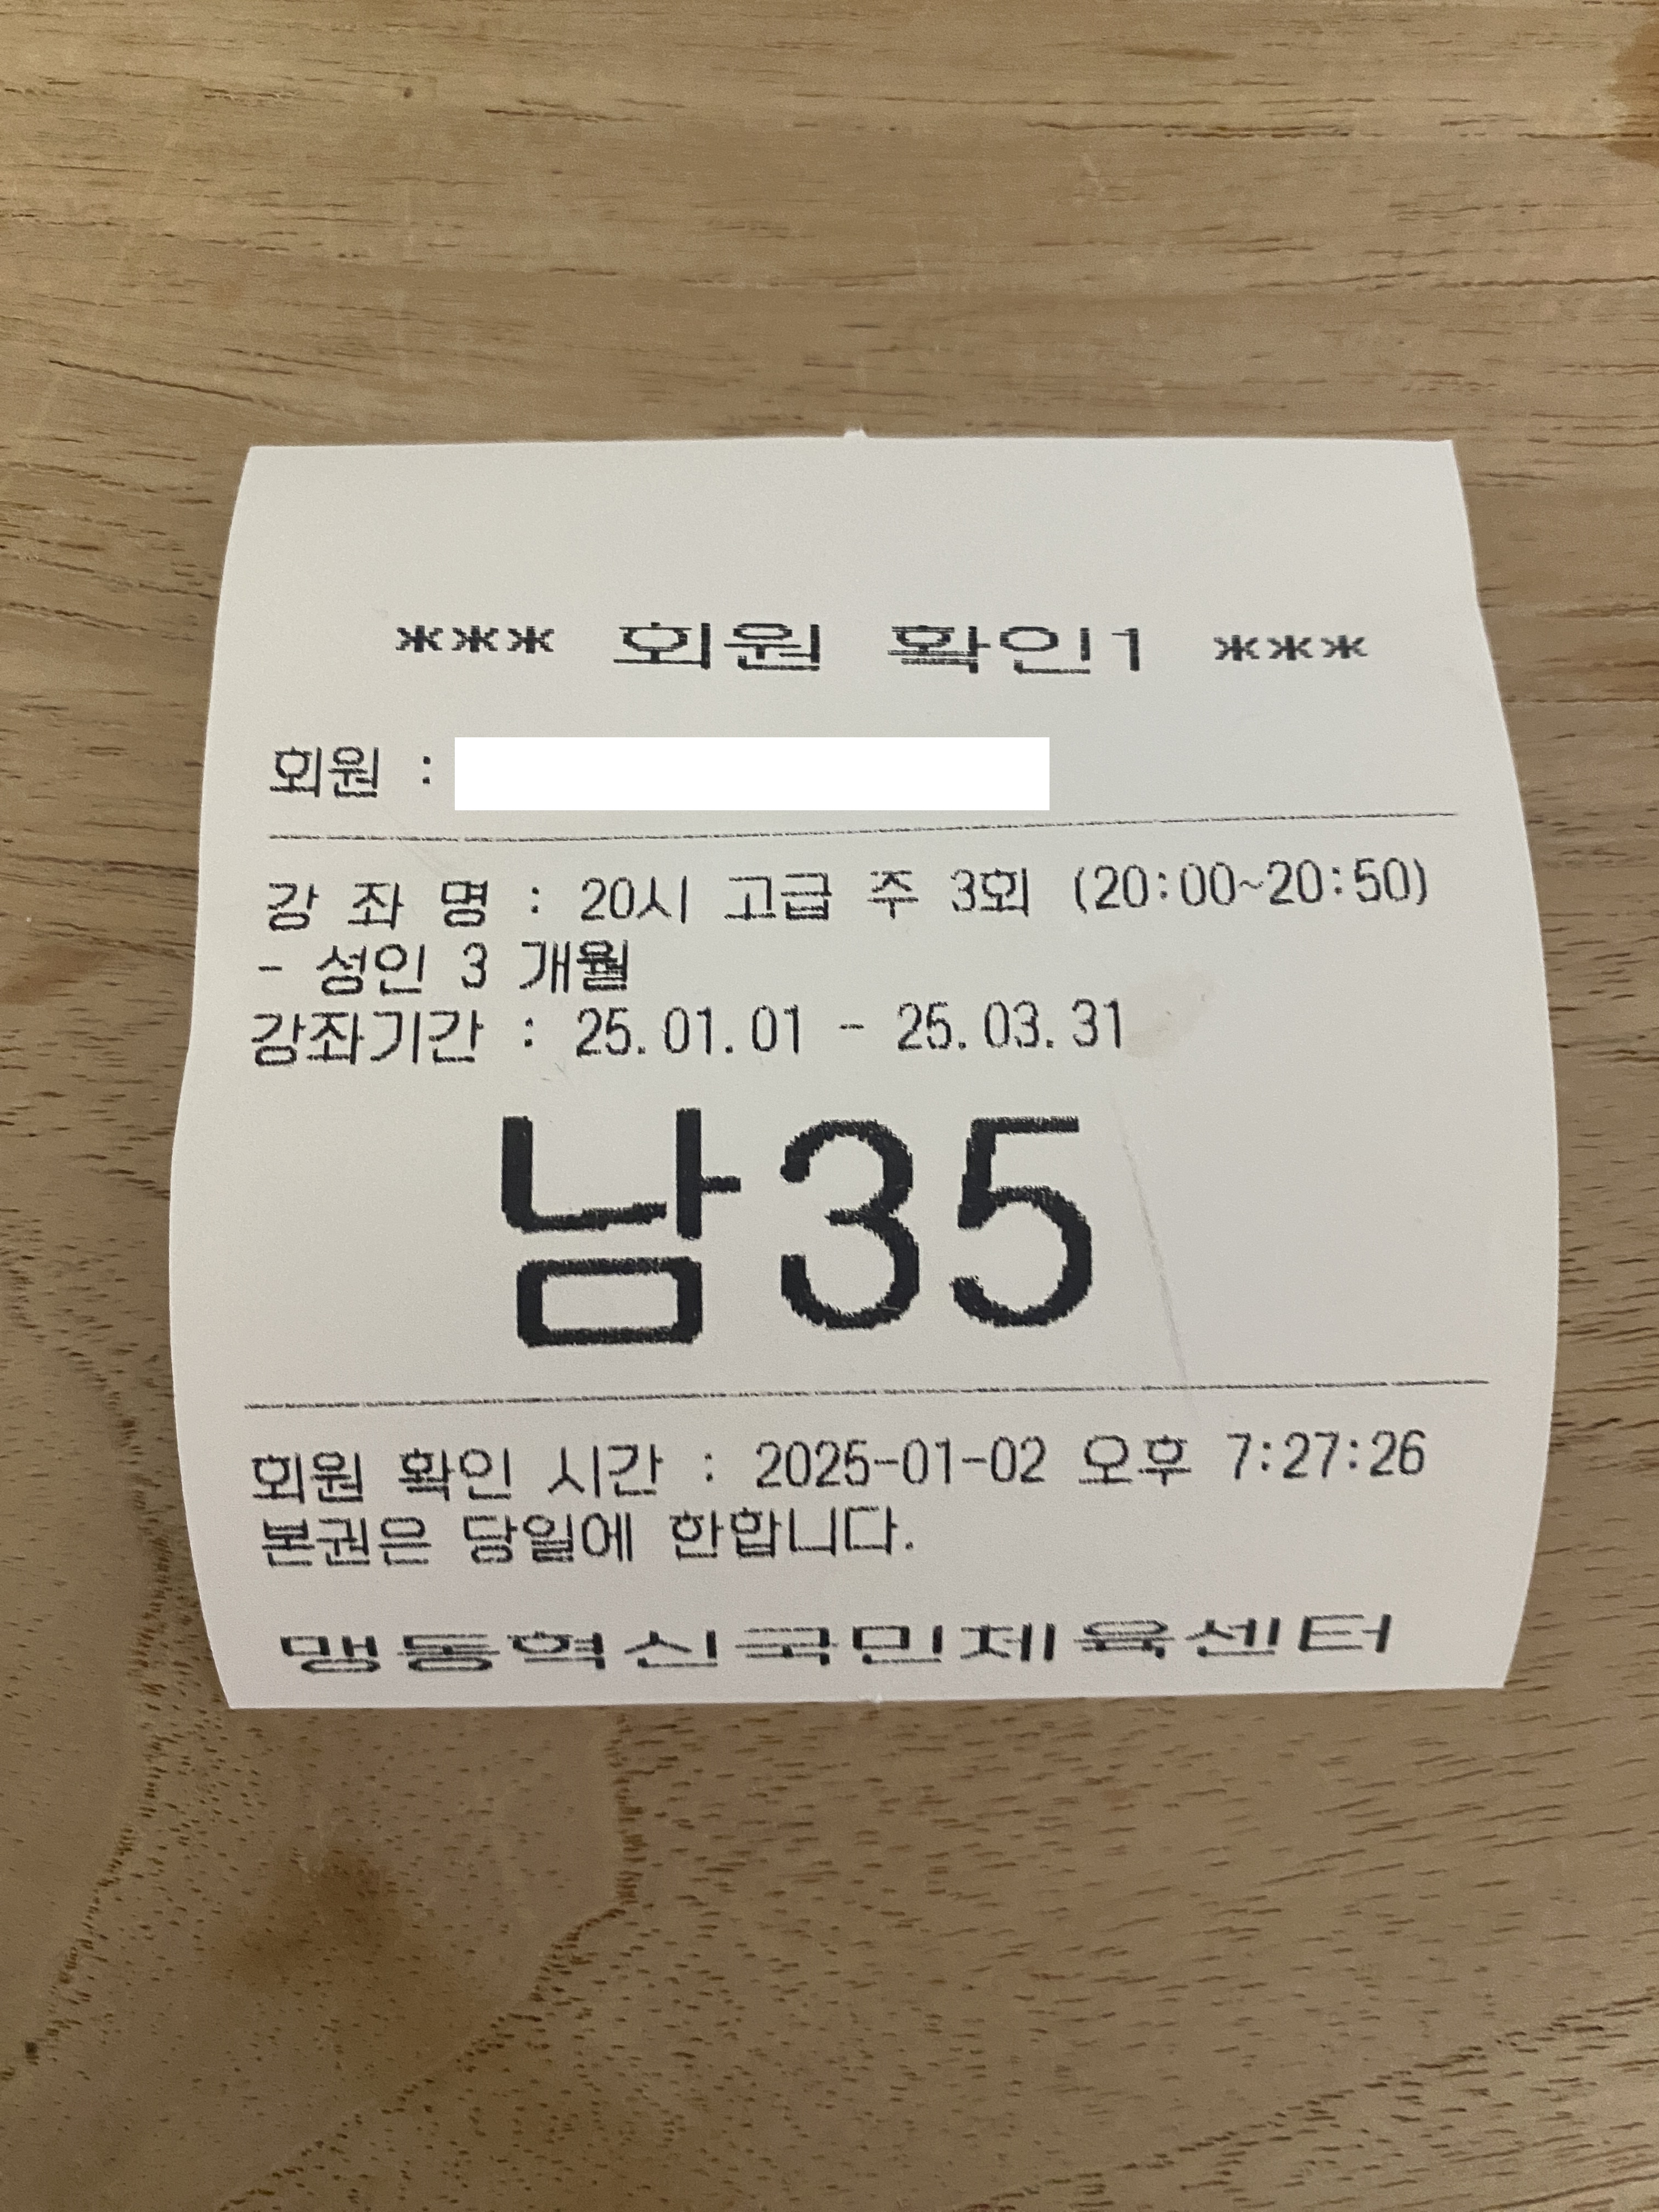 *** 회원 확인1 ***
회원 :
강 좌 명 : 20시 고급 주 3회 (20:00~20:50)
- 성인 3 개월
강좌기간 : 25.01.01 - 25.03.31
남35
회원 확인 시간 : 2025-01-02 오후 7:27:26
본권은 당일에 한합니다.
맹동혁신국민체육센터